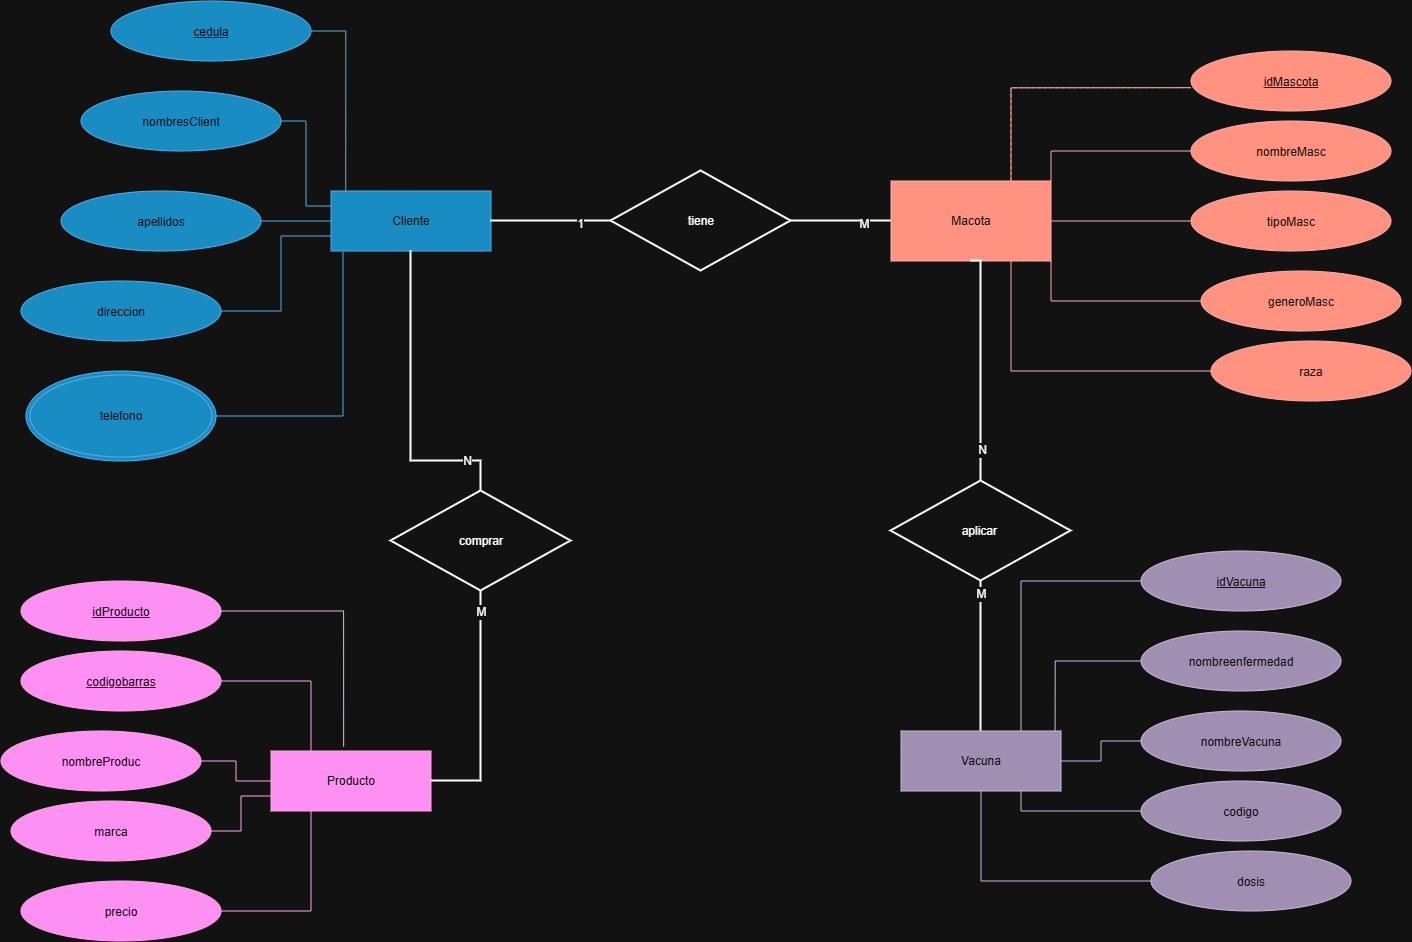 cedula
nombresClient
apellidos
direccion
telefono
Cliente
1
tiene
M
Macota
idMascota
nombreMasc
tipoMasc
generoMasc
raza
N
comprar
M
N
aplicar
M
idProducto
codigobarras
nombreProduc
marca
precio
Producto
Vacuna
idVacuna
nombreenfermedad
nombreVacuna
codigo
dosis